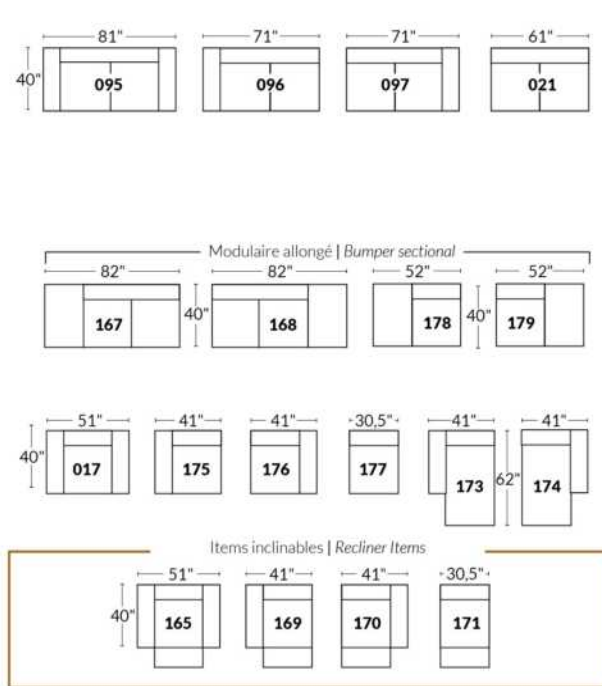 81" 71" 71" 61"
40" 095 096 097 021
Modulaire allongé | Bumper sectional
82" 82" 52" 52"
167 40" 168 178 40" 179
51" 41" 41" 30,5" 41" 41"
40" 017 175 176 177 173 62" 174
Items inclinables | Recliner Items
51" 41" 41" 30,5"
40" 165 169 170 171